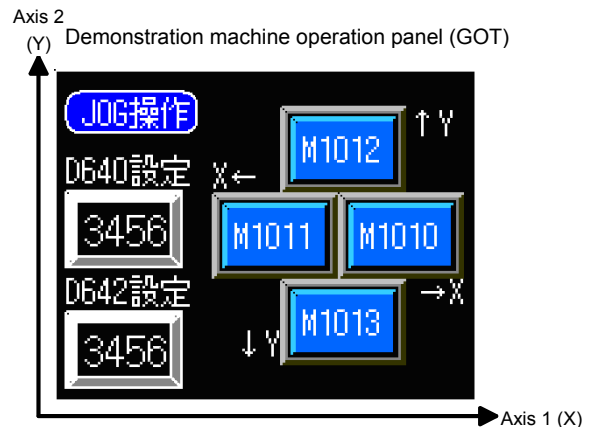 Axis 2
(Y) Demonstration machine operation panel (GOT)
JOG操作
↑Y
M1012
D640設定
X←
3456
M1011
M1010
D642設定
→X
M1013
↓Y
3456
Axis 1 (X)